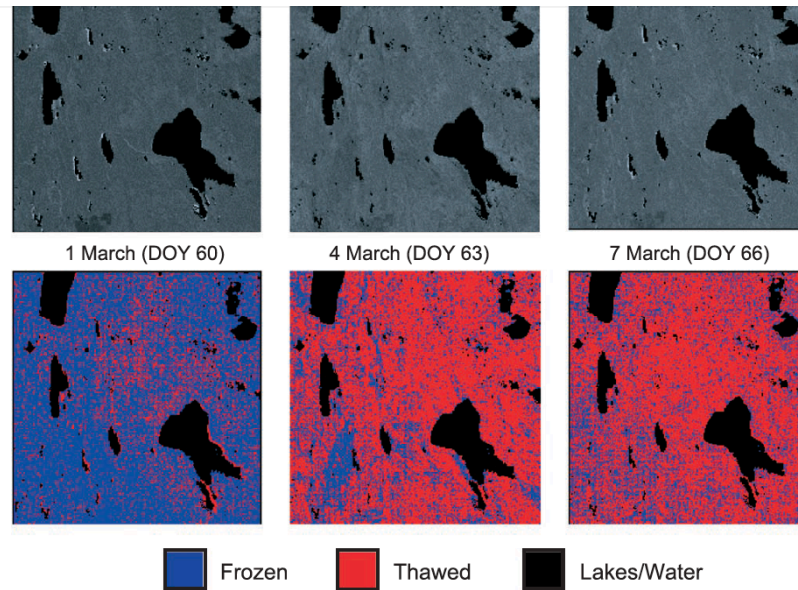 1 March (DOY 60) 4 March (DOY 63) 7 March (DOY 66)
Frozen Thawed Lakes/Water